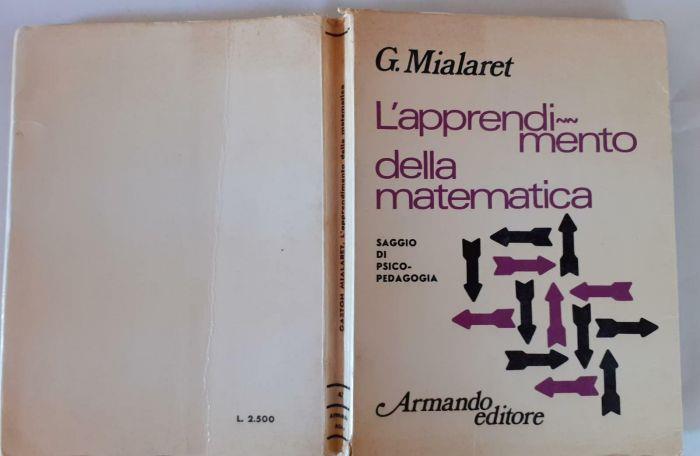 G. Mialaret
L'apprendi~~
mento
della
matematica
SAGGIO
DI
PSICO-
PEDAGOGIA
Armando
editore
GASTON MIALARET, L'apprendimento della matematica
L. 2.500